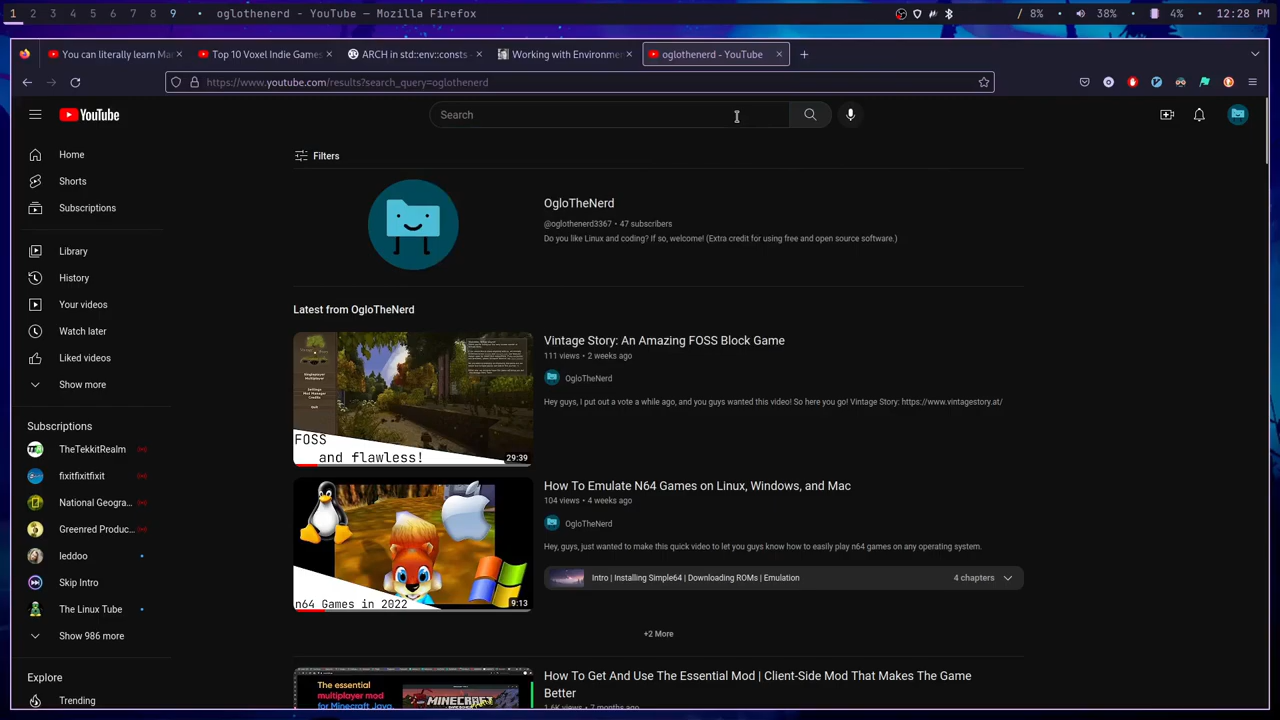 1 2 3 4 5 6 7 8 9 • oglothenerd - YouTube — Mozilla Firefox / 8% • 38% • 4% • 12:28 PM
You can literally learn Ma × Top 10 Voxel Indie Games × ARCH in std::env::consts - × Working with Environme × oglothenerd - YouTube × +
https://www.youtube.com/results?search_query=oglothenerd
YouTube
Search
Home
Shorts
Subscriptions
Library
History
Your videos
Watch later
Liked videos
Show more
Subscriptions
TheTekkitRealm
fixitfixitfixit
National Geogra...
Greenred Produc...
leddoo
Skip Intro
The Linux Tube
Show 986 more
Explore
Trending
Filters
OgloTheNerd
@oglothenerd3367 • 47 subscribers
Do you like Linux and coding? If so, welcome! (Extra credit for using free and open source software.)
Latest from OgloTheNerd
FOSS
and flawless!
29:39
Vintage Story: An Amazing FOSS Block Game
111 views • 2 weeks ago
OgloTheNerd
Hey guys, I put out a vote a while ago, and you guys wanted this video! So here you go! Vintage Story: https://www.vintagestory.at/
n64 Games in 2022
9:13
How To Emulate N64 Games on Linux, Windows, and Mac
104 views • 4 weeks ago
OgloTheNerd
Hey, guys, just wanted to make this quick video to let you guys know how to easily play n64 games on any operating system.
Intro | Installing Simple64 | Downloading ROMs | Emulation 4 chapters
+2 More
The essential
multiplayer mod
for Minecraft Java.
MINECRAFT
How To Get And Use The Essential Mod | Client-Side Mod That Makes The Game
Better
1.6K views • 7 months ago